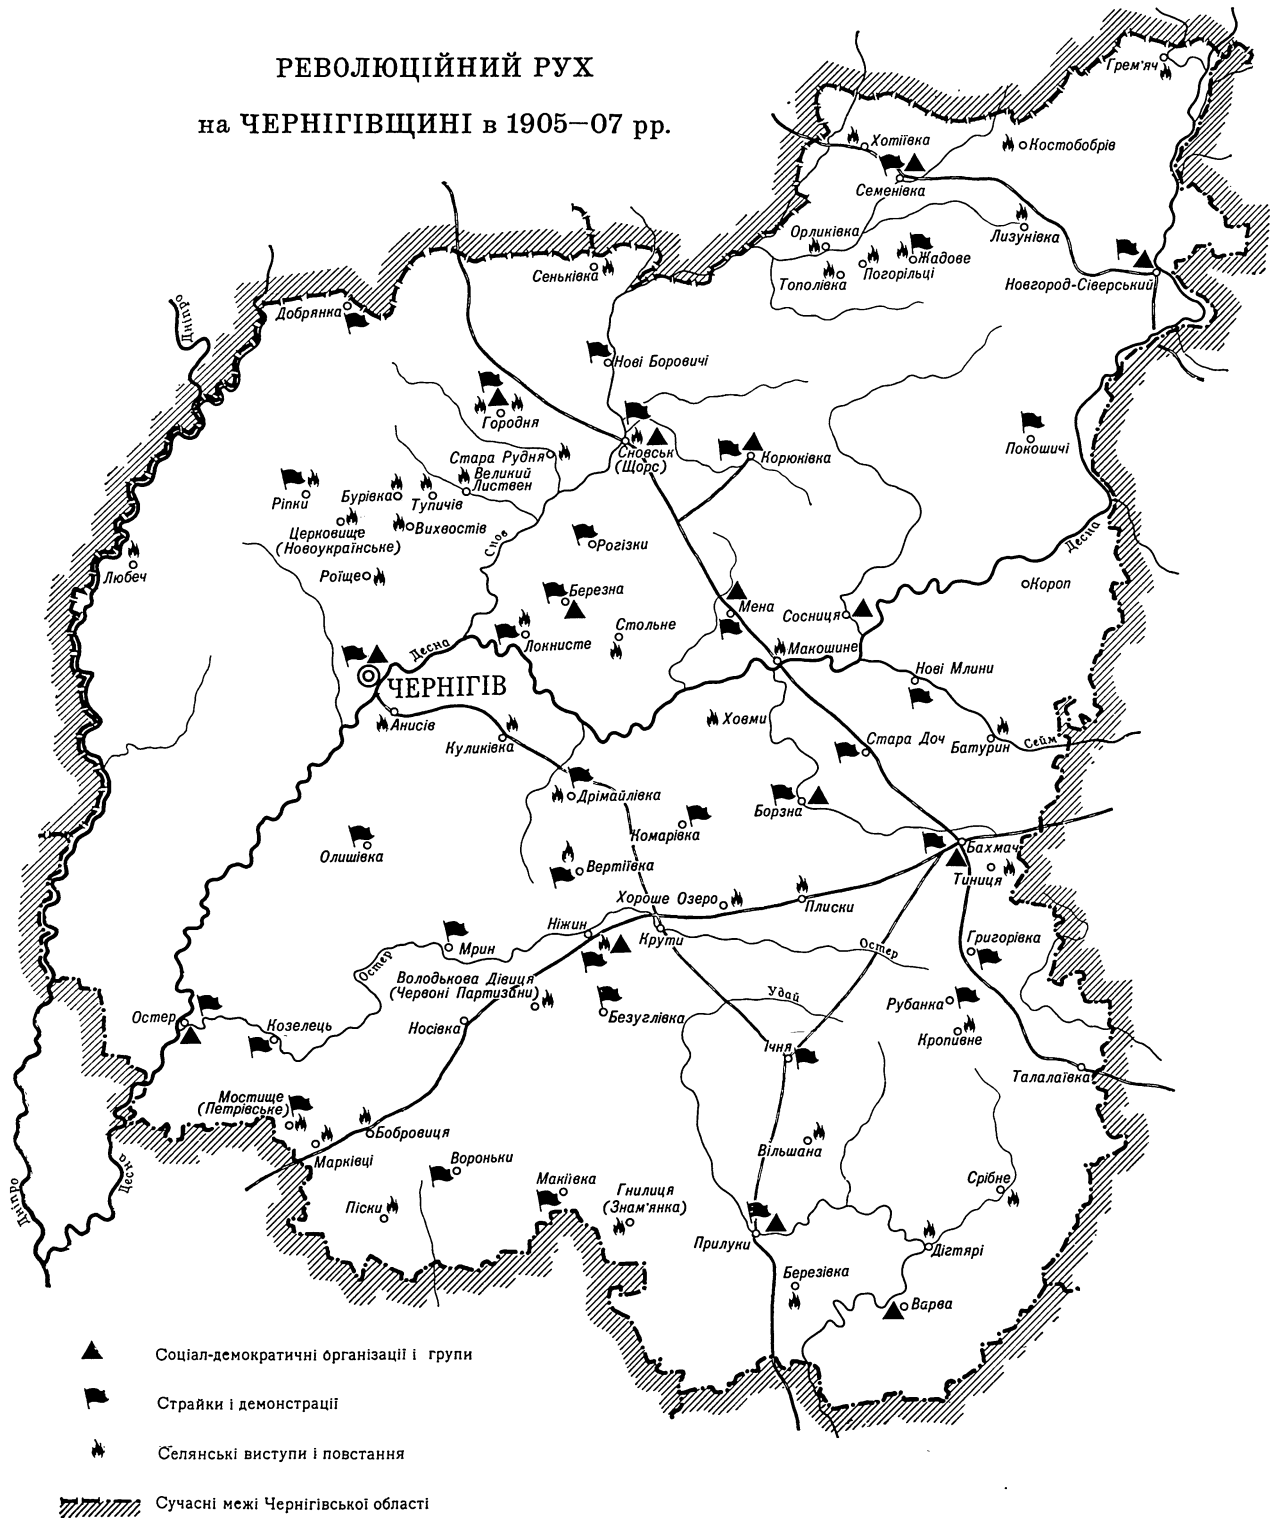 РЕВОЛЮЦІЙНИЙ РУХ
на ЧЕРНІГІВЩИНІ в 1905—07 рр.
Грем'яч
Хотіївка
Костобобрів
Семенівка
Орликівка
Лизунівка
Жадове
Погорільці
Тополівка
Новгород-Сіверський
Сеньківка
Добрянка
Дніпро
Нові Боровичі
Городня
Сновськ
(Щорс)
Корюківка
Покошичі
Стара Рудня
Великий
Листвен
Ріпки
Бурівка
Тупичів
Церковище
(Новоукраїнське)
Вихвостів
Снов
Рогізки
Десна
Любеч
Роїще
Березна
Короп
Мена
Сосниця
Стольне
Локнисте
Десна
Макошине
Нові Млини
ЧЕРНІГІВ
Анисів
Куликівка
Ховми
Стара Доч
Батурин
Сейм
Дрімайлівка
Борзна
Комарівка
Олишівка
Бахмач
Вертіївка
Тиниця
Хороше Озеро
Плиски
Ніжин
Крути
Мрин
Остер
Остер
Григорівка
Володькова Дівиця
(Червоні Партизани)
Удай
Рубанка
Безуглівка
Остер
Козелець
Носівка
Кропивне
Ічня
Талалаївка
Мостище
(Петрівське)
Бобровиця
Марківці
Вільшана
Вороньки
Десна
Макіївка
Гнилиця
(Знам'янка)
Срібне
Піски
Дніпро
Прилуки
Дігтярі
Березівка
Варва
Соціал-демократичні організації і групи
Страйки і демонстрації
Селянські виступи і повстання
Сучасні межі Чернігівської області